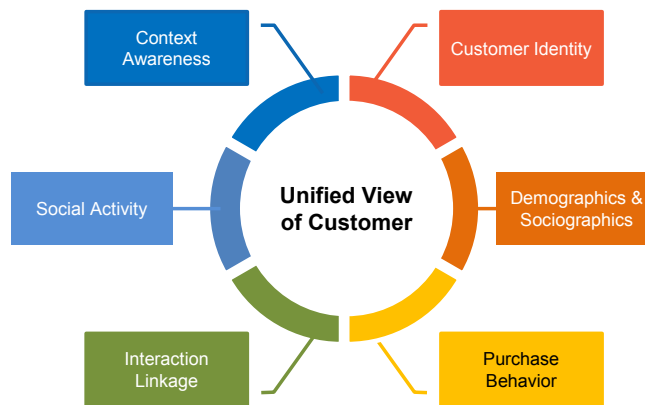 Context
Awareness
Customer Identity
Social Activity
Unified View
of Customer
Demographics &
Sociographics
Interaction
Linkage
Purchase
Behavior